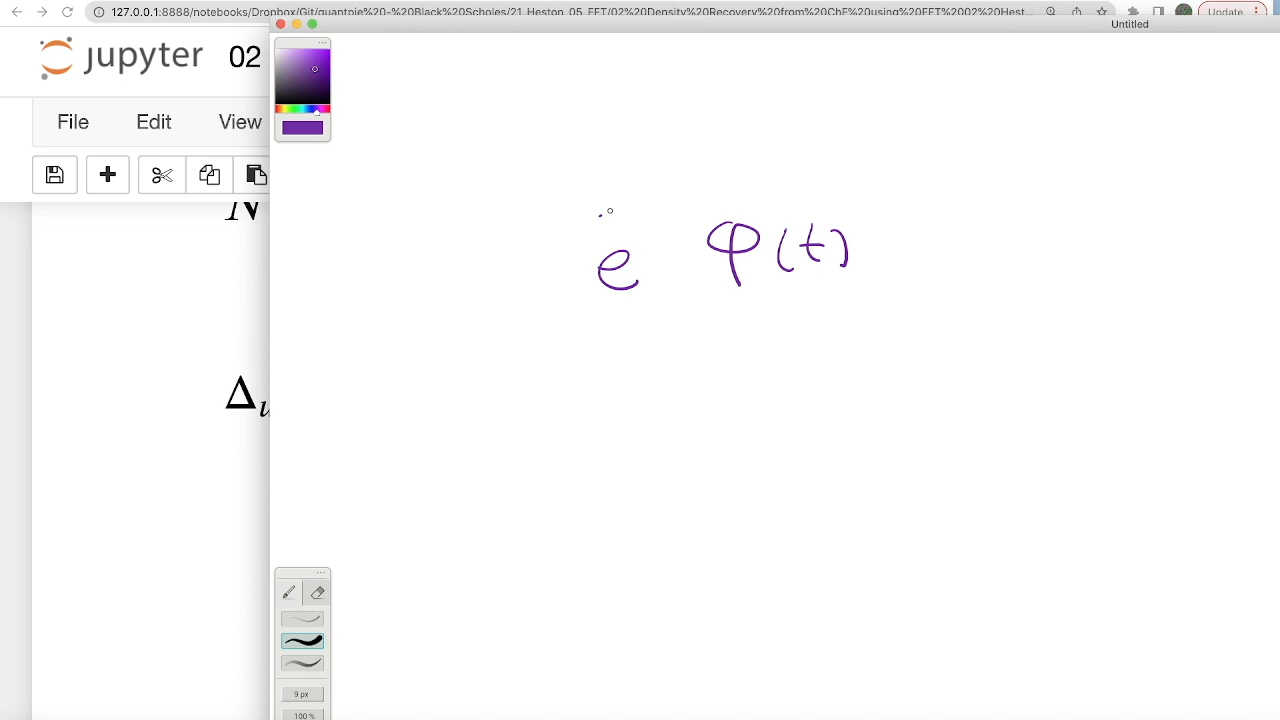 127.0.0.1:8888/notebooks/Dropbox/Git/quantpie%20-%20Black%20Scholes/21_Heston_05_FFT/02%20Density%20Recovery%20from%20ChF%20using%20FFT%2002%20Hest...
Update
Untitled
jupyter 02
File Edit View
N
Δu
e φ(t)
9 px
100 %